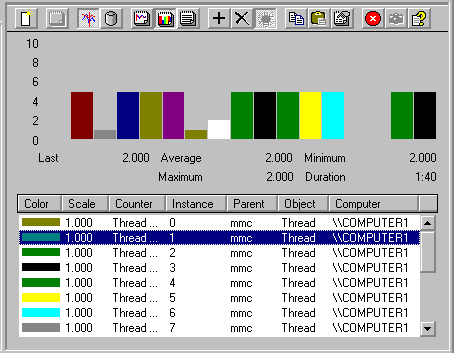 10
8
6
4
2
0
Last 2.000 Average 2.000 Minimum 2.000
Maximum 2.000 Duration 1:40
Color Scale Counter Instance Parent Object Computer
1.000 Thread ... 0 mmc Thread \\COMPUTER1
1.000 Thread ... 1 mmc Thread \\COMPUTER1
1.000 Thread ... 2 mmc Thread \\COMPUTER1
1.000 Thread ... 3 mmc Thread \\COMPUTER1
1.000 Thread ... 4 mmc Thread \\COMPUTER1
1.000 Thread ... 5 mmc Thread \\COMPUTER1
1.000 Thread ... 6 mmc Thread \\COMPUTER1
1.000 Thread ... 7 mmc Thread \\COMPUTER1